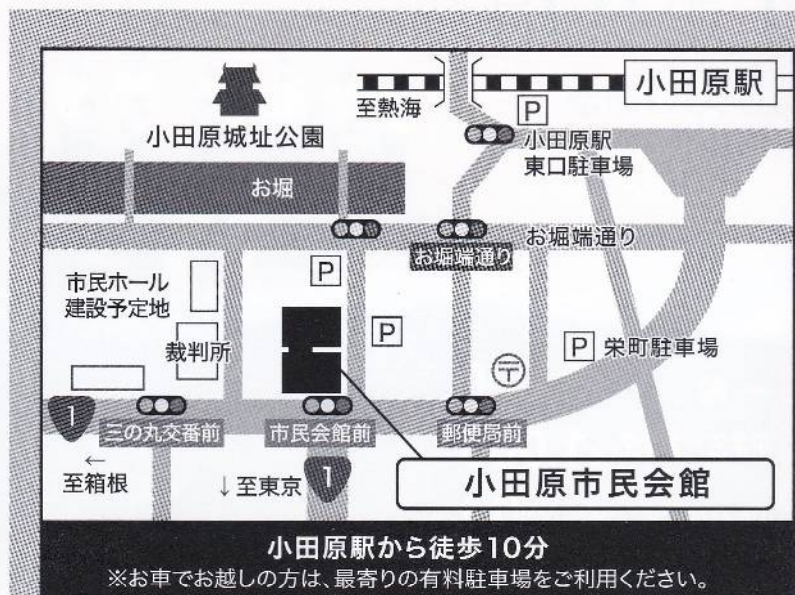 小田原駅
至熱海
P
小田原城址公園
小田原駅
東口駐車場
お堀
お堀端通り
お堀端通り
市民ホール
建設予定地
P
P
裁判所
P 栄町駐車場
〒
1
三の丸交番前
市民会館前
郵便局前
←
至箱根
↓至東京
1
小田原市民会館
小田原駅から徒歩10分
※お車でお越しの方は、最寄りの有料駐車場をご利用ください。